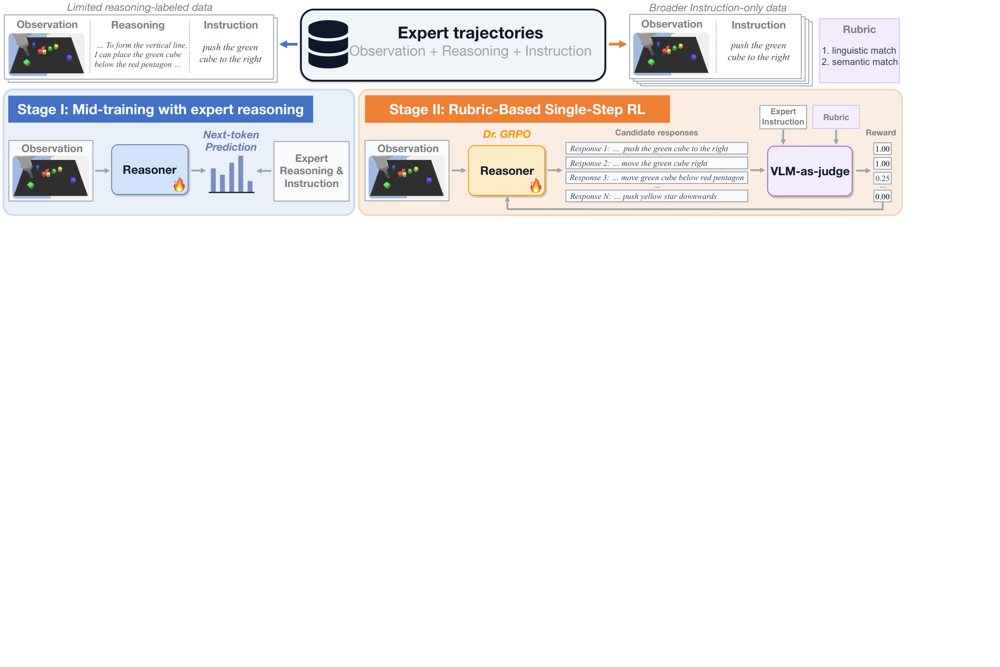 Limited reasoning-labeled data
Observation
Reasoning
Instruction
... To form the vertical line,
I can place the green cube
below the red pentagon ...
push the green
cube to the right
Expert trajectories
Observation + Reasoning + Instruction
Broader Instruction-only data
Observation
Instruction
push the green
cube to the right
Rubric
1. linguistic match
2. semantic match
Stage I: Mid-training with expert reasoning
Observation
Reasoner
Next-token
Prediction
Expert
Reasoning &
Instruction
Stage II: Rubric-Based Single-Step RL
Observation
Dr. GRPO
Reasoner
Candidate responses
Response 1: ... push the green cube to the right
Response 2: ... move the green cube right
Response 3: ... move green cube below red pentagon
...
Response N: ... push yellow star downwards
Expert
Instruction
Rubric
VLM-as-judge
Reward
1.00
1.00
0.25
...
0.00